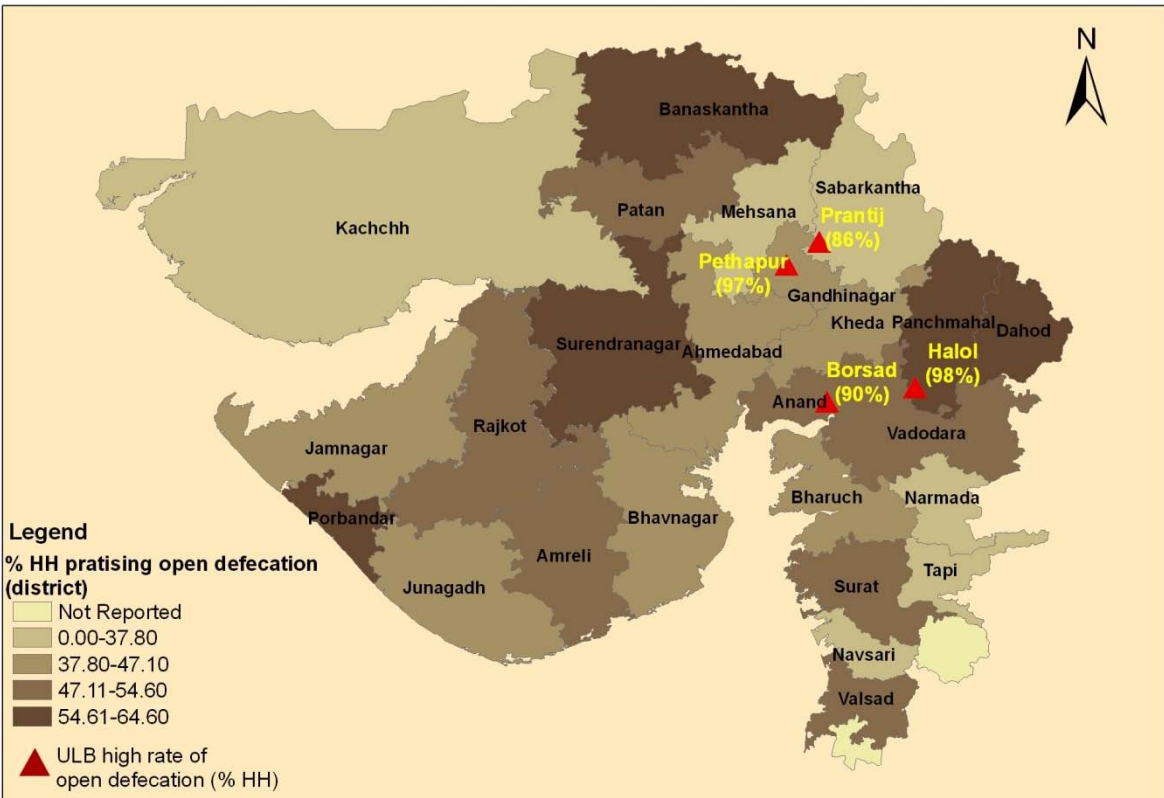 N
Banaskantha
Sabarkantha
Patan
Mehsana
Kachchh
Prantij
(86%)
Pethapur
(97%)
Gandhinagar
Kheda
Panchmahal
Dahod
Surendranagar
Ahmedabad
Halol
(98%)
Borsad
(90%)
Anand
Rajkot
Vadodara
Jamnagar
Bharuch
Narmada
Porbandar
Bhavnagar
Amreli
Tapi
Surat
Junagadh
Navsari
Valsad
Legend
% HH pratising open defecation
(district)
Not Reported
0.00-37.80
37.80-47.10
47.11-54.60
54.61-64.60
ULB high rate of
open defecation (% HH)